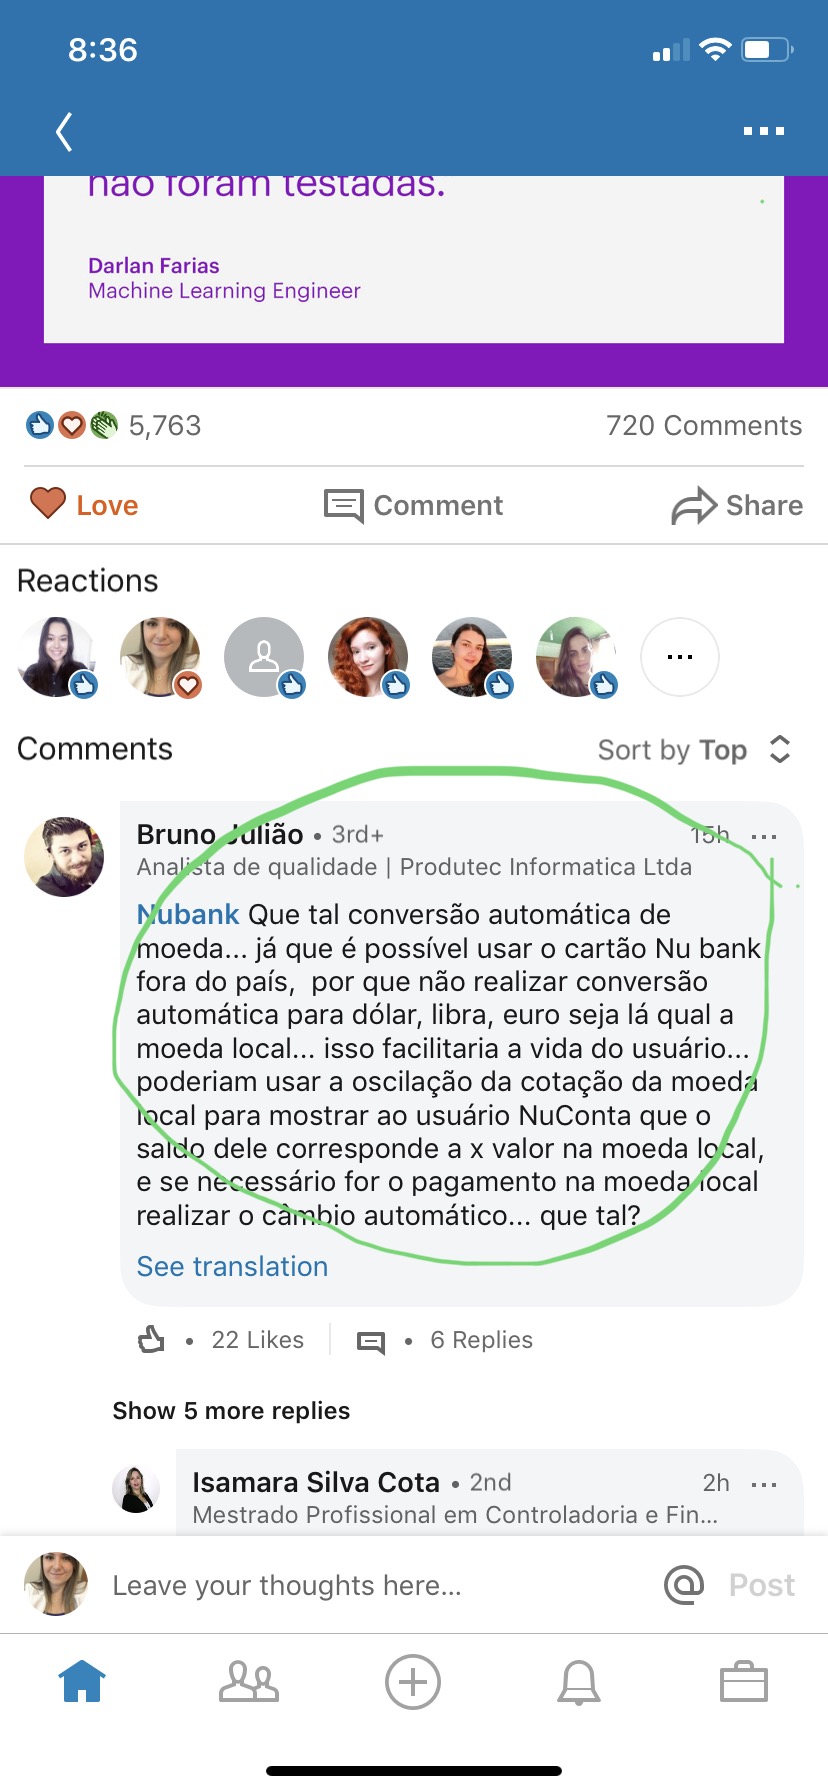 8:36
não foram testadas.
Darlan Farias
Machine Learning Engineer
5,763
720 Comments
Love
Comment
Share
Reactions
Comments
Sort by Top
Bruno Julião • 3rd+
15h
Analista de qualidade | Produtec Informatica Ltda
Nubank Que tal conversão automática de
moeda... já que é possível usar o cartão Nu bank
fora do país,  por que não realizar conversão
automática para dólar, libra, euro seja lá qual a
moeda local... isso facilitaria a vida do usuário...
poderiam usar a oscilação da cotação da moeda
local para mostrar ao usuário NuConta que o
saldo dele corresponde a x valor na moeda local,
e se necessário for o pagamento na moeda local
realizar o câmbio automático... que tal?
See translation
• 22 Likes
• 6 Replies
Show 5 more replies
Isamara Silva Cota • 2nd
2h
Mestrado Profissional em Controladoria e Fin...
Leave your thoughts here...
@
Post